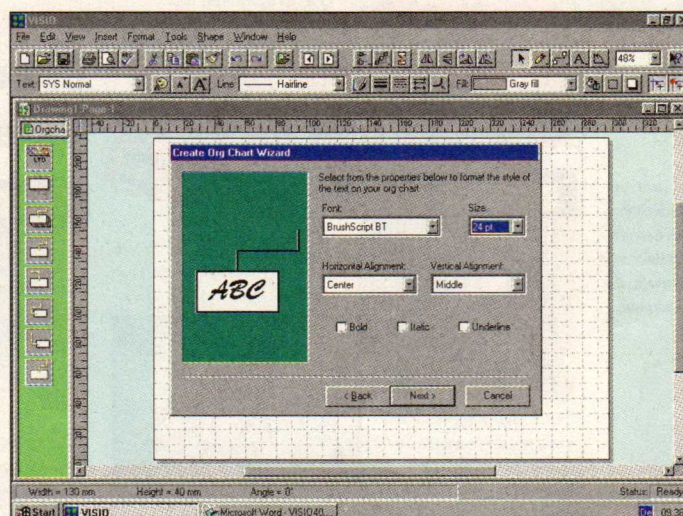 VISIO
File Edit View Insert Format Tools Shape Window Help
48%
Text: SYS Normal Line: Hairline Fill: Gray fill
Drawing1:Page-1
Orgcha
Create Org Chart Wizard
Select from the properties below to format the style of
the text on your org chart.
Font: Size:
BrushScript BT 24 pt.
ABC
Horizontal Alignment: Vertical Alignment:
Center Middle
Bold Italic Underline
< Back Next > Cancel
Width = 130 mm Height = 40 mm Angle = 0° Status: Ready
Start VISIO Microsoft Word - VISIO40... De 09:38